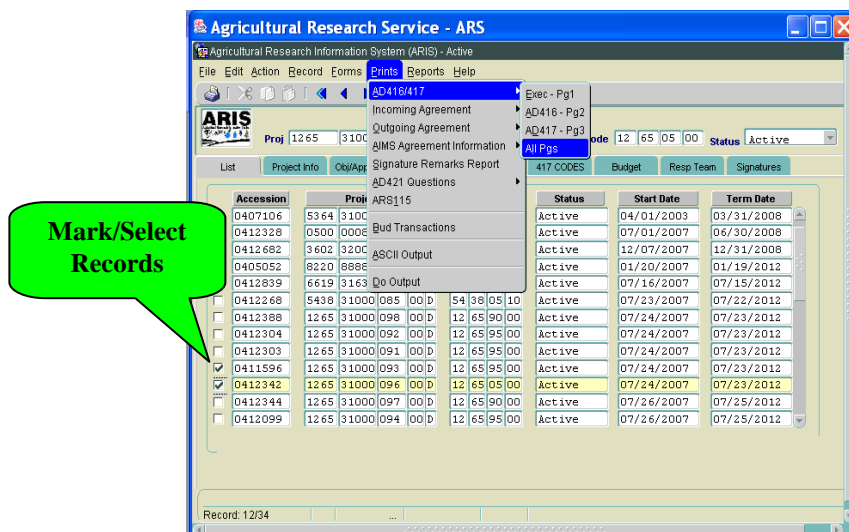 Agricultural Research Service - ARS
Agricultural Research Information System (ARIS) - Active
File Edit Action Record Forms Prints Reports Help
AD416/417
Incoming Agreement
Outgoing Agreement
AIMS Agreement Information
Signature Remarks Report
AD421 Questions
ARS115
Bud Transactions
ASCII Output
Do Output
Exec - Pg1
AD416 - Pg2
AD417 - Pg3
All Pgs
ARIS
Proj 1265 3100 ode 12 65 05 00 Status Active
List Project Info Obj/App 417 CODES Budget Resp Team Signatures
Accession Proje Status Start Date Term Date
0407106 5364 3100 Active 04/01/2003 03/31/2008
0412328 0500 0008 Active 07/01/2007 06/30/2008
0412682 3602 3200 Active 12/07/2007 12/31/2008
0405052 8220 8888 Active 01/20/2007 01/19/2012
0412839 6619 3163 Active 07/16/2007 07/15/2012
0412268 5438 31000 085 00 D 54 38 05 10 Active 07/23/2007 07/22/2012
0412388 1265 31000 098 00 D 12 65 90 00 Active 07/24/2007 07/23/2012
0412304 1265 31000 092 00 D 12 65 95 00 Active 07/24/2007 07/23/2012
0412303 1265 31000 091 00 D 12 65 95 00 Active 07/24/2007 07/23/2012
0411596 1265 31000 093 00 D 12 65 95 00 Active 07/24/2007 07/23/2012
0412342 1265 31000 096 00 D 12 65 05 00 Active 07/24/2007 07/23/2012
0412344 1265 31000 097 00 D 12 65 90 00 Active 07/26/2007 07/25/2012
0412099 1265 31000 094 00 D 12 65 95 00 Active 07/26/2007 07/25/2012
Record: 12/34 ...
Mark/Select
Records